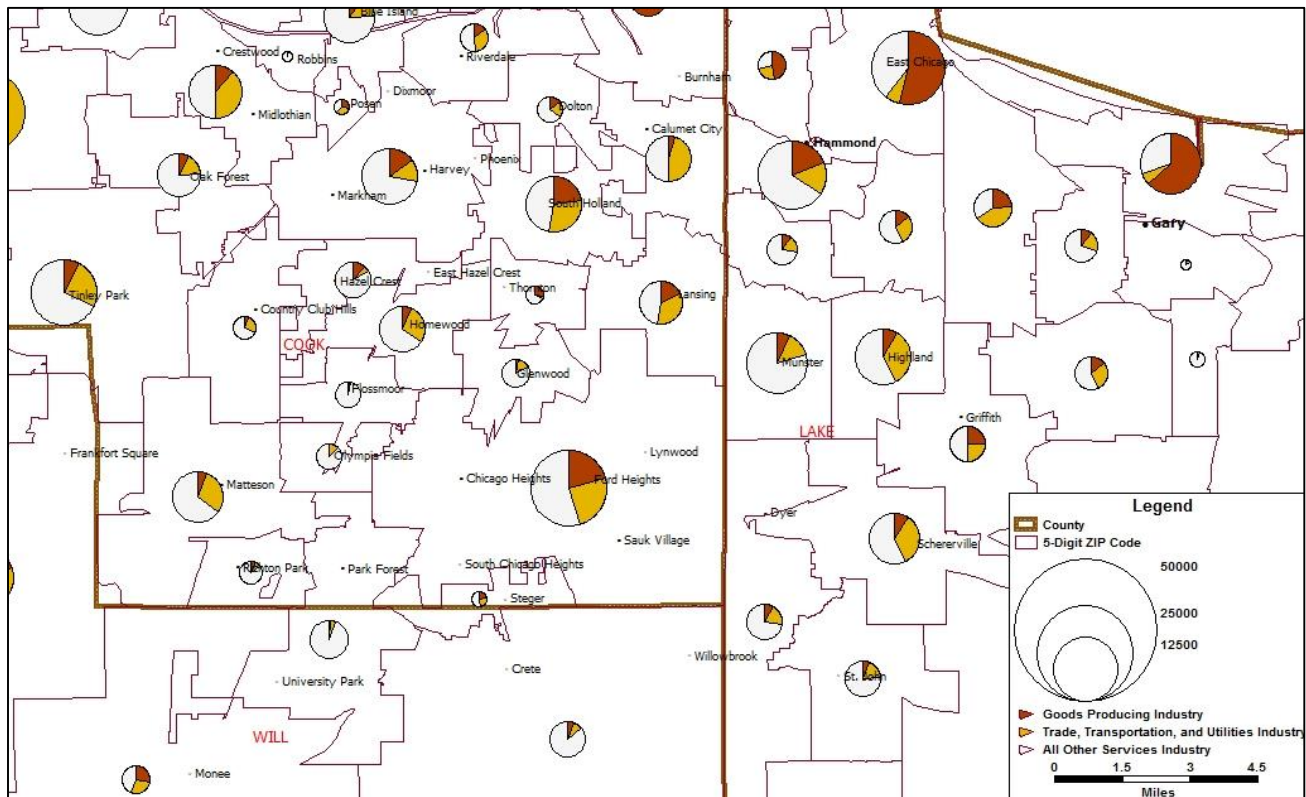 Blue Island
Crestwood
Robbins
Riverdale
East Chicago
Burnham
Posen
Dixmoor
Dolton
Midlothian
Calumet City
Hammond
Phoenix
Harvey
Oak Forest
Markham
South Holland
Gary
East Hazel Crest
Hazel Crest
Thornton
Tinley Park
Lansing
Country Club Hills
Homewood
COOK
Munster
Highland
Glenwood
Flossmoor
Griffith
LAKE
Frankfort Square
Olympia Fields
Lynwood
Chicago Heights
Ford Heights
Matteson
Dyer
Sauk Village
Schererville
South Chicago Heights
Richton Park
Park Forest
Steger
Willowbrook
Crete
St. John
University Park
WILL
Monee
Legend
County
5-Digit ZIP Code
50000
25000
12500
Goods Producing Industry
Trade, Transportation, and Utilities Industry
All Other Services Industry
0 1.5 3 4.5
Miles